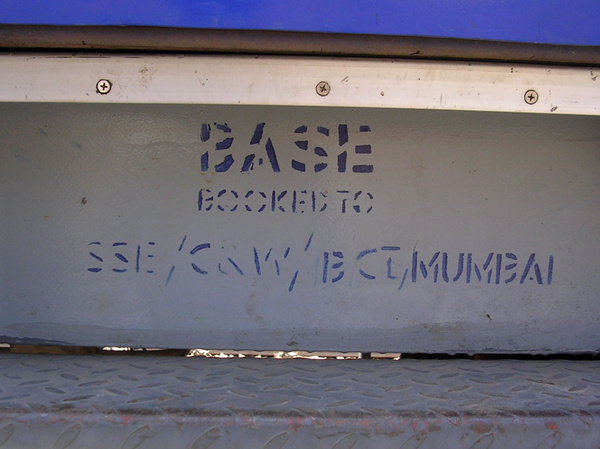 BASE
BOOKED TO
SSE/C&W/BCT,MUMBAI